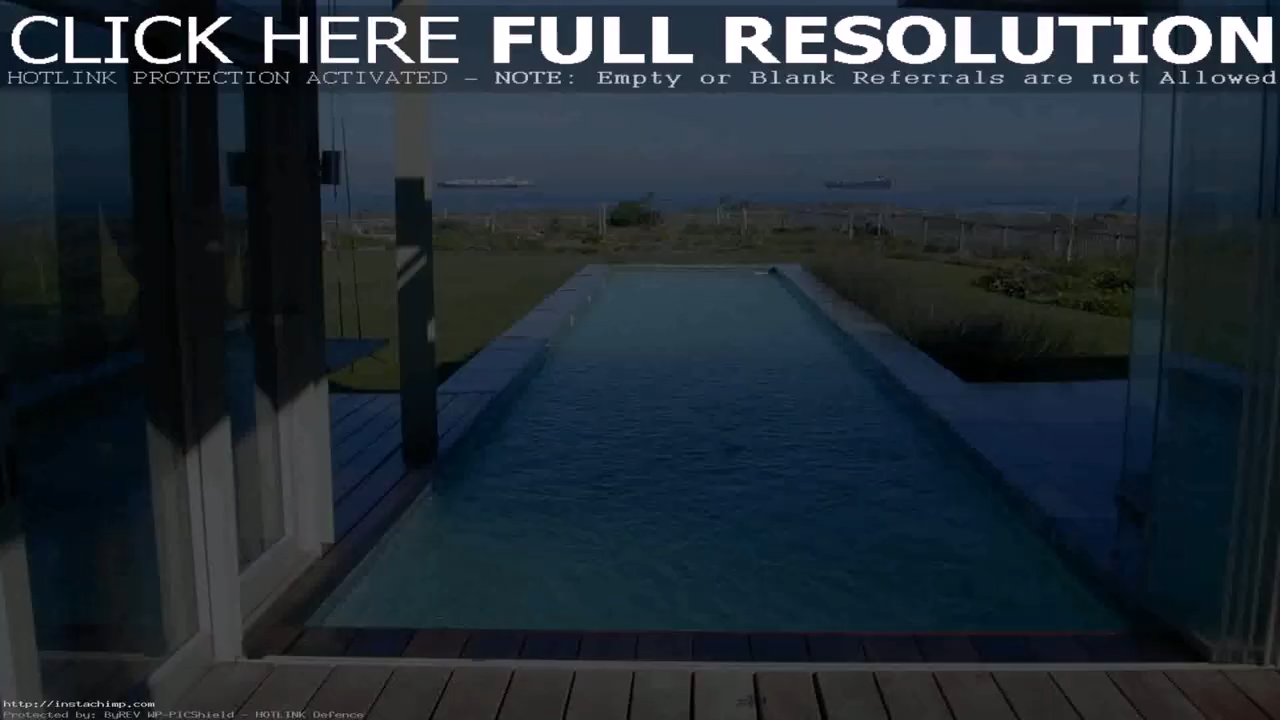 CLICK HERE FULL RESOLUTION
HOTLINK PROTECTION ACTIVATED – NOTE: Empty or Blank Referrals are not Allowed
http://instachimp.com
Protected by: ByREV WP-PICShield – HOTLINK Defence